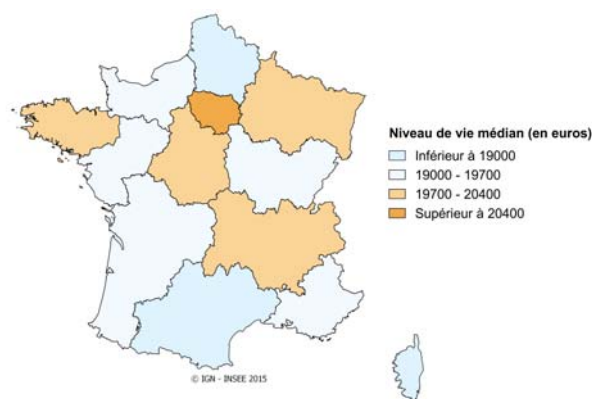 Niveau de vie médian (en euros)
Inférieur à 19000
19000 - 19700
19700 - 20400
Supérieur à 20400
© IGN - INSEE 2015